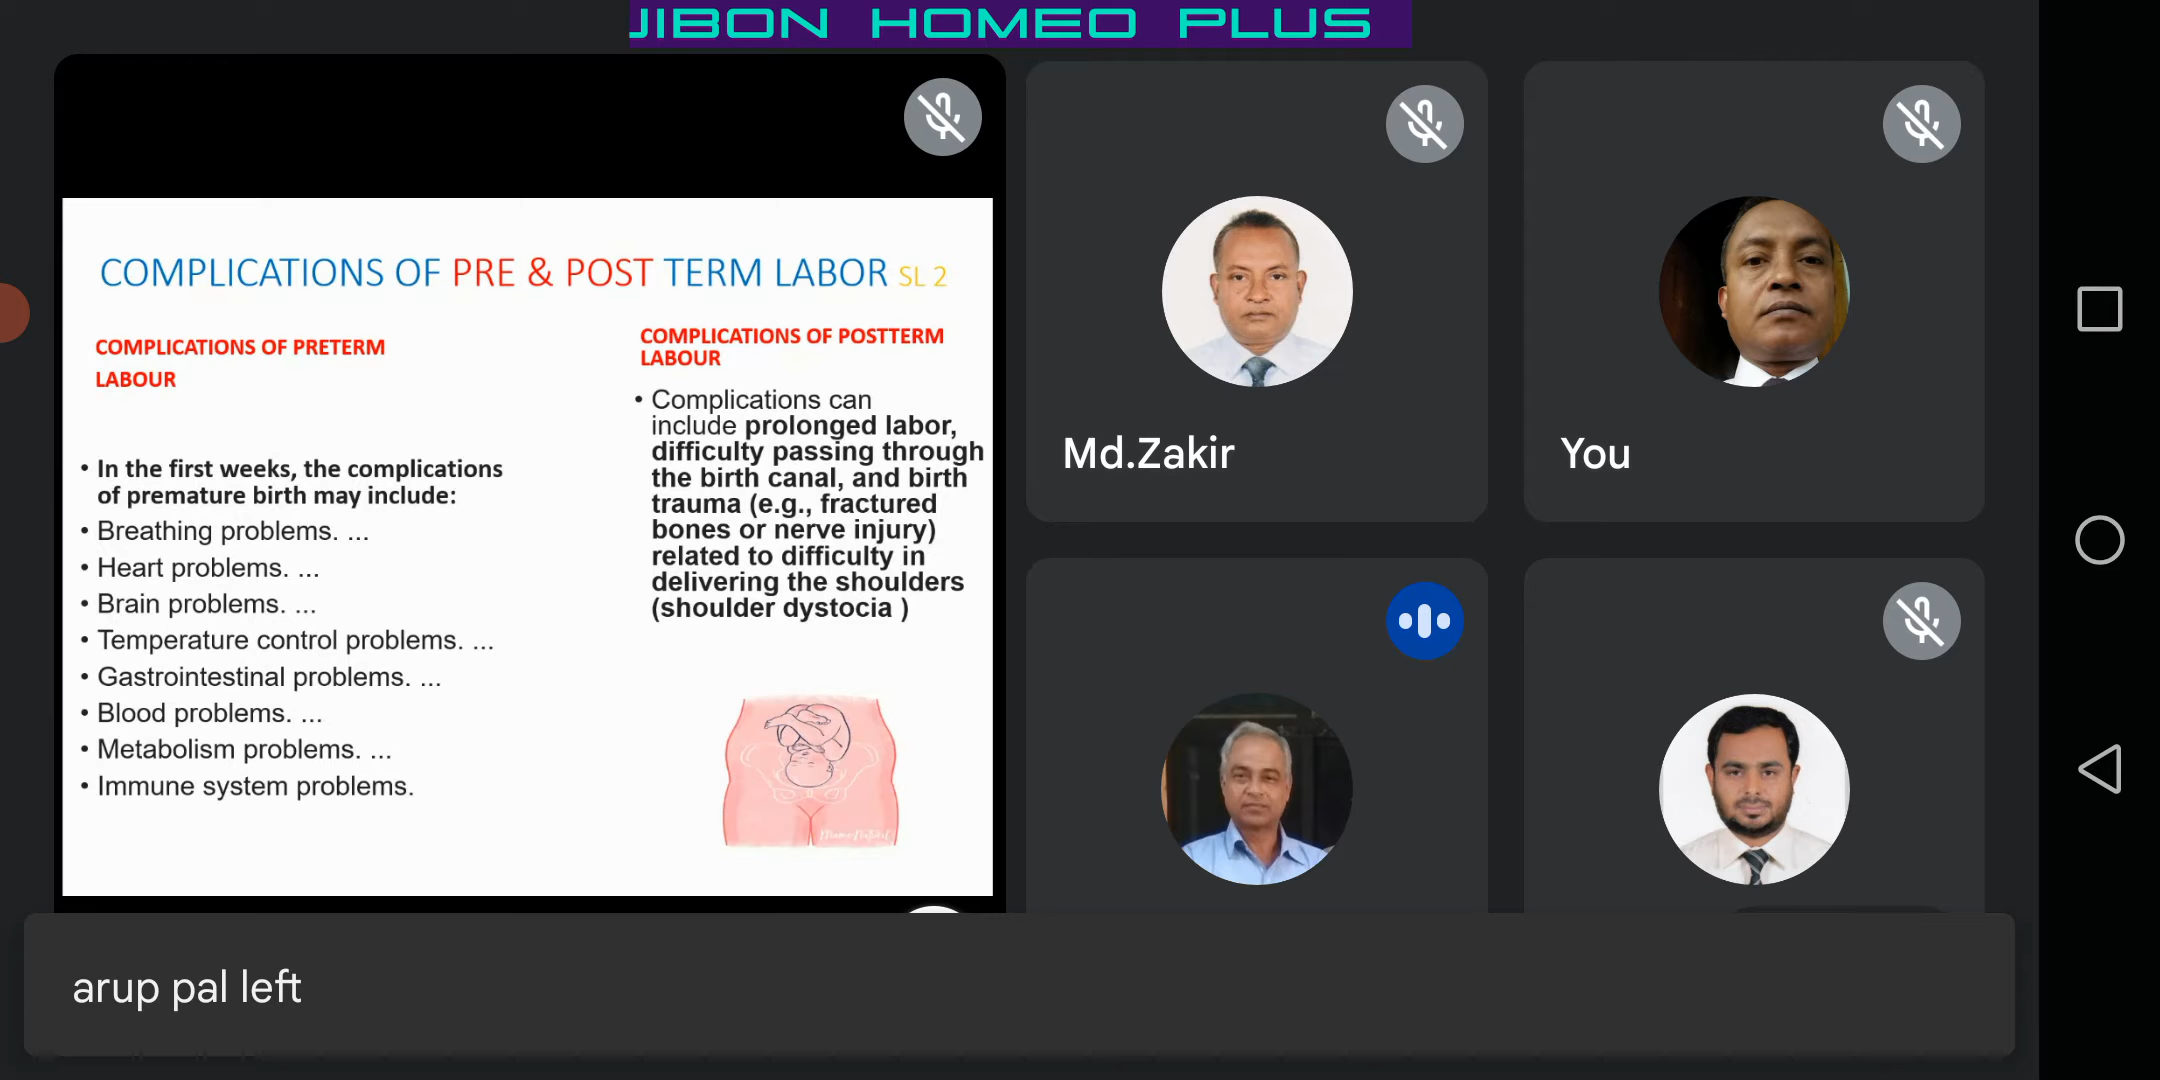 JIBON HOMEO PLUS
COMPLICATIONS OF PRE & POST TERM LABOR SL 2
COMPLICATIONS OF PRETERM
LABOUR
• In the first weeks, the complications
of premature birth may include:
• Breathing problems. ...
• Heart problems. ...
• Brain problems. ...
• Temperature control problems. ...
• Gastrointestinal problems. ...
• Blood problems. ...
• Metabolism problems. ...
• Immune system problems.
COMPLICATIONS OF POSTTERM
LABOUR
• Complications can
include prolonged labor,
difficulty passing through
the birth canal, and birth
trauma (e.g., fractured
bones or nerve injury)
related to difficulty in
delivering the shoulders
(shoulder dystocia )
Mama Natural
Md.Zakir
You
arup pal left